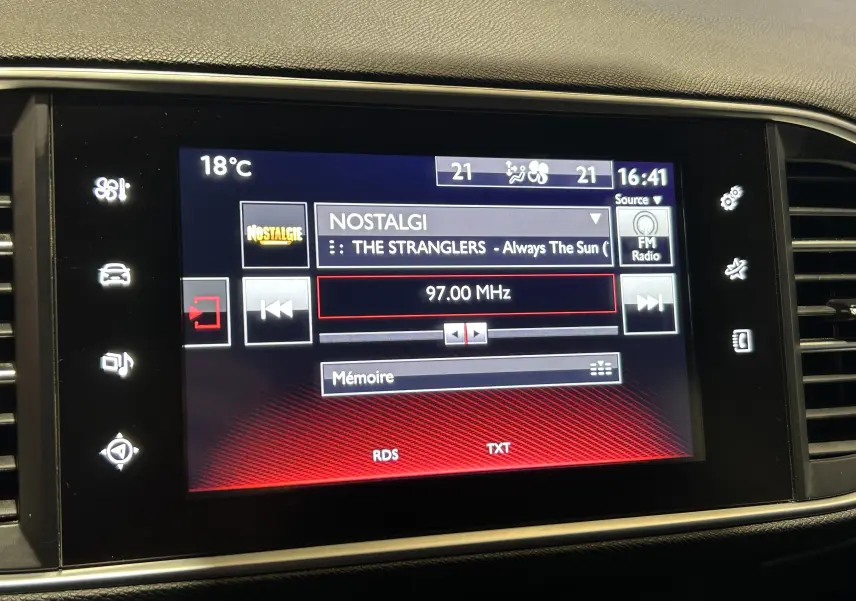 18°C
21 21 16:41
Source ▼
NOSTALGIE
NOSTALGI
THE STRANGLERS - Always The Sun (
FM
Radio
97.00 MHz
Mémoire
RDS TXT